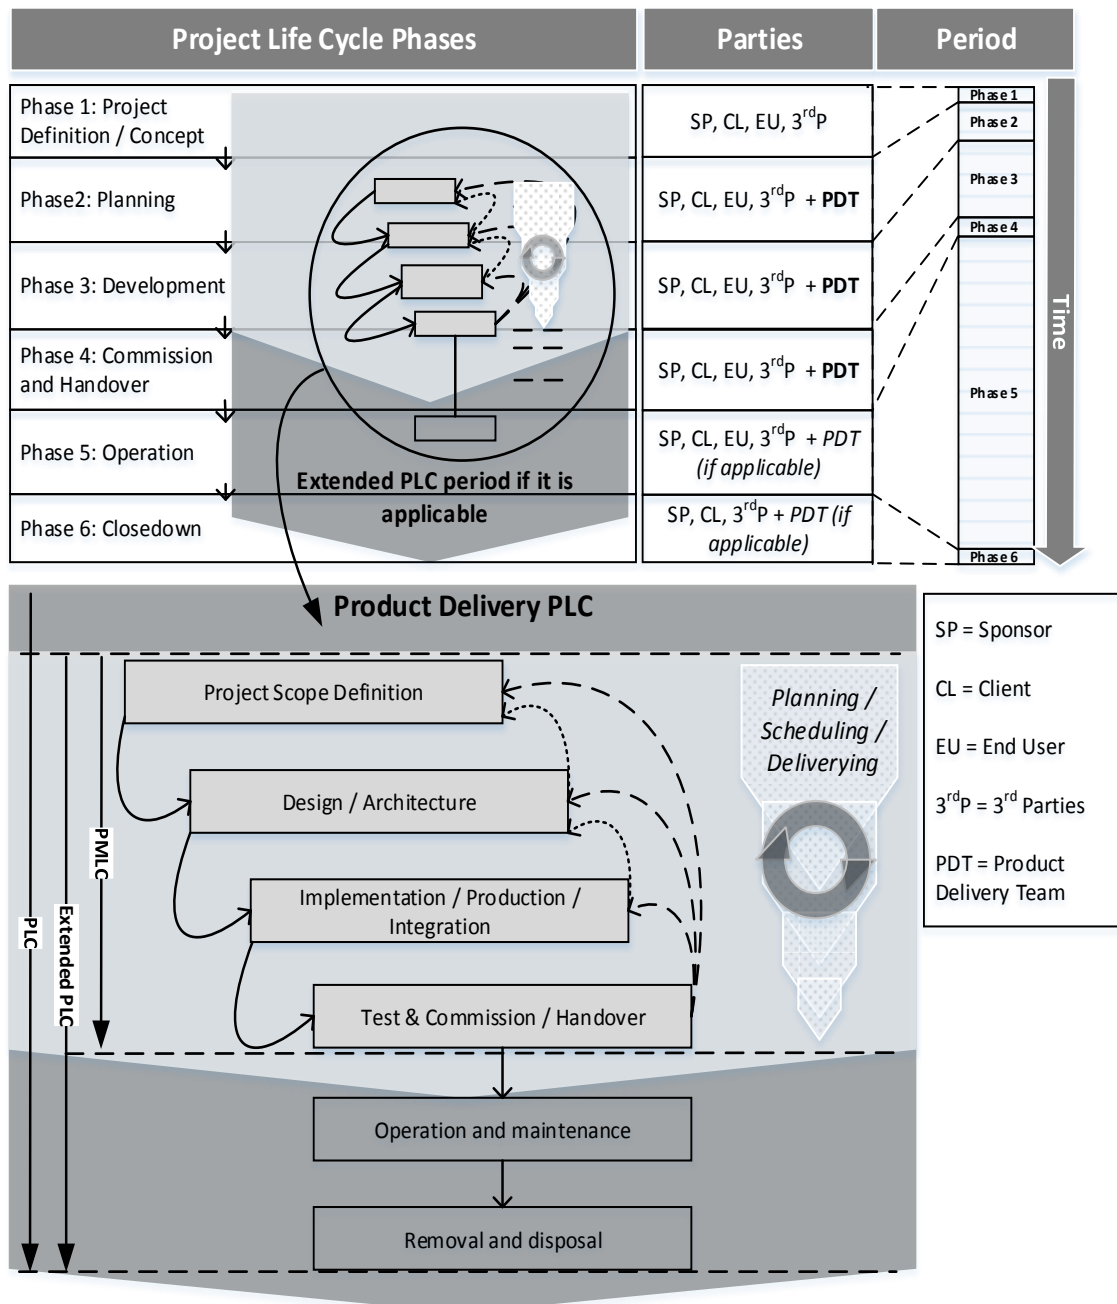 Project Life Cycle Phases
Parties
Period
Phase 1: Project
Definition / Concept
SP, CL, EU, 3rdP
Phase2: Planning
SP, CL, EU, 3rdP + PDT
Phase 3: Development
SP, CL, EU, 3rdP + PDT
Phase 4: Commission
and Handover
SP, CL, EU, 3rdP + PDT
Phase 5: Operation
SP, CL, EU, 3rdP + PDT
(if applicable)
Extended PLC period if it is
applicable
Phase 6: Closedown
SP, CL, 3rdP + PDT (if
applicable)
Phase 1
Phase 2
Phase 3
Phase 4
Phase 5
Phase 6
Time
Product Delivery PLC
Project Scope Definition
Design / Architecture
Implementation / Production /
Integration
Test & Commission / Handover
Operation and maintenance
Removal and disposal
Planning /
Scheduling /
Deliverying
PLC
Extended PLC
PMLC
SP = Sponsor
CL = Client
EU = End User
3rdP = 3rd Parties
PDT = Product
Delivery Team